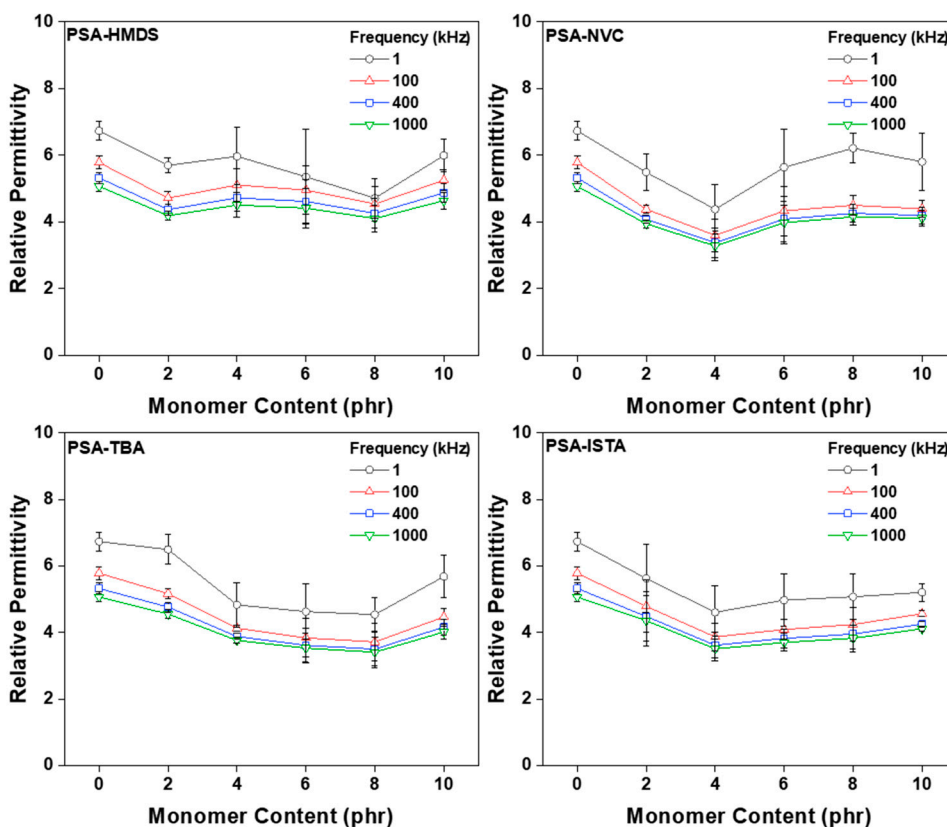 PSA-HMDS
Frequency (kHz)
1
100
400
1000
Relative Permittivity
10
8
6
4
2
0
0 2 4 6 8 10
Monomer Content (phr)
PSA-NVC
Frequency (kHz)
1
100
400
1000
Relative Permittivity
10
8
6
4
2
0
0 2 4 6 8 10
Monomer Content (phr)
PSA-TBA
Frequency (kHz)
1
100
400
1000
Relative Permittivity
10
8
6
4
2
0
0 2 4 6 8 10
Monomer Content (phr)
PSA-ISTA
Frequency (kHz)
1
100
400
1000
Relative Permittivity
10
8
6
4
2
0
0 2 4 6 8 10
Monomer Content (phr)